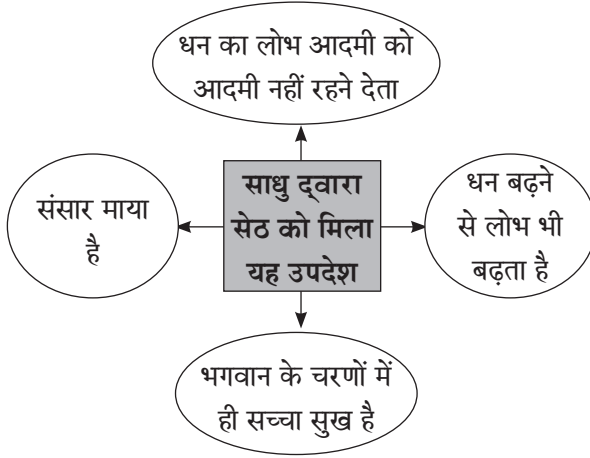 धन का लोभ आदमी को
आदमी नहीं रहने देता
संसार माया
है
साधु द्वारा
सेठ को मिला
यह उपदेश
धन बढ़ने
से लोभ भी
बढ़ता है
भगवान के चरणों में
ही सच्चा सुख है